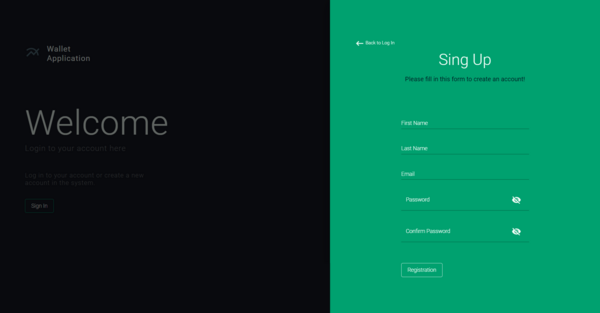 Wallet
Application
Welcome
Login to your account here
Log in to your account or create a new
account in the system.
Sign in
Back to Log In
Sing Up
Please fill in this form to create an account!
First Name
Last Name
Email
Password
Confirm Password
Registration